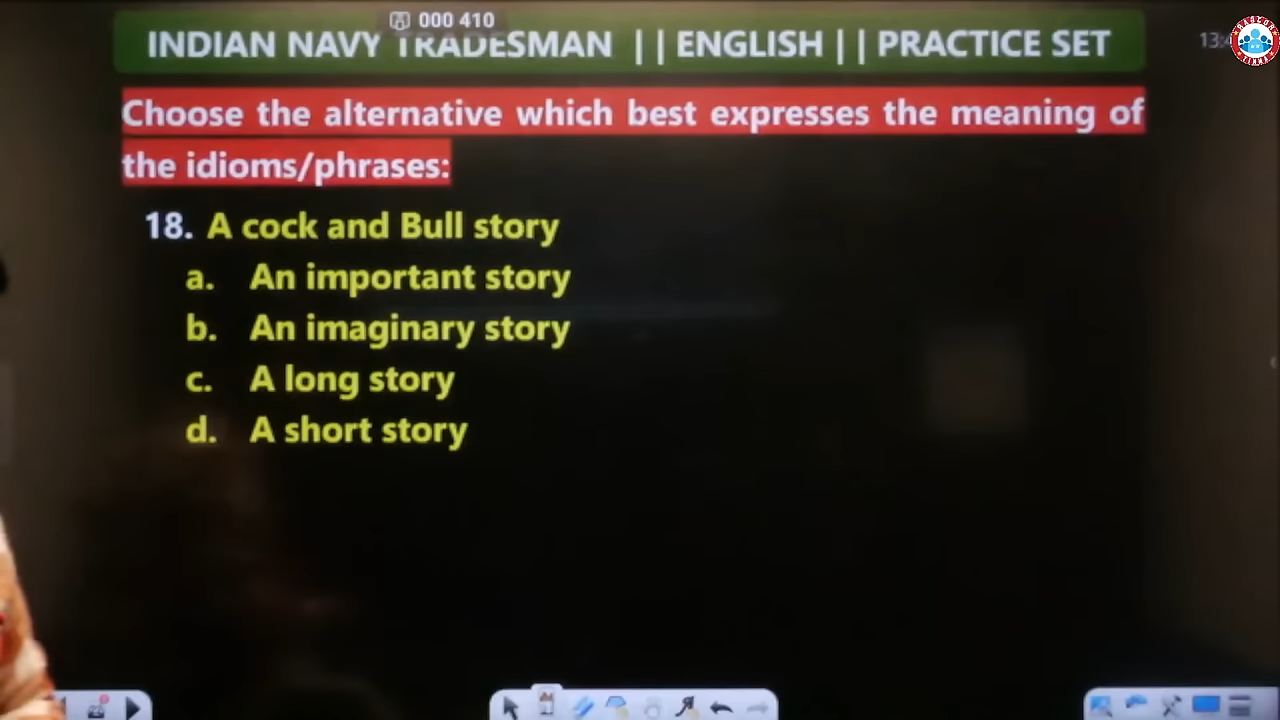 000 410
INDIAN NAVY TRADESMAN || ENGLISH || PRACTICE SET
Choose the alternative which best expresses the meaning of
the idioms/phrases:
18. A cock and Bull story
a. An important story
b. An imaginary story
c. A long story
d. A short story